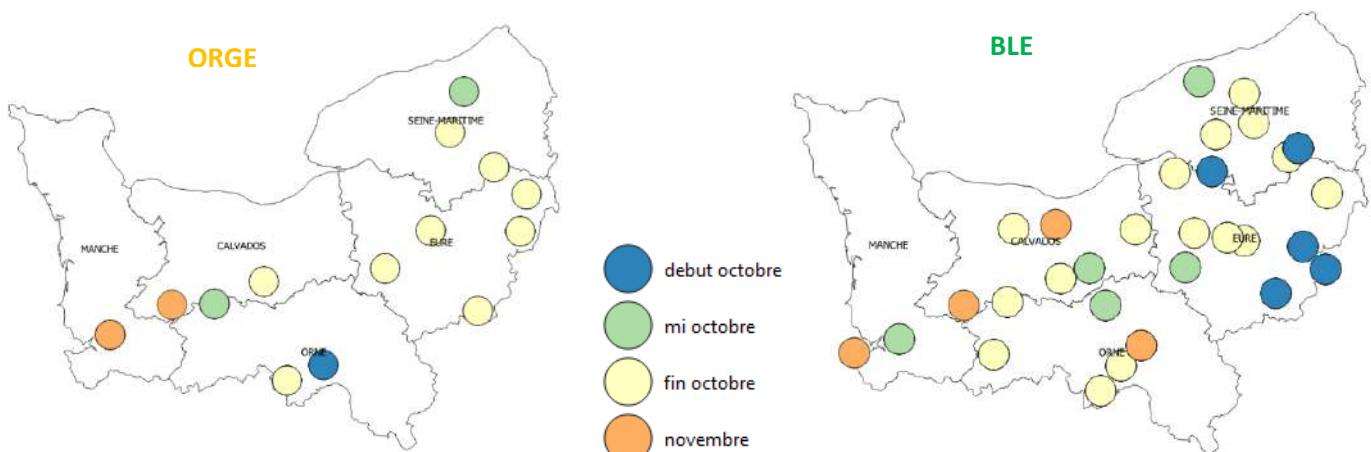 ORGE
SEINE-MARITIME
MANCHE
CALVADOS
EURE
ORNE
debut octobre
mi octobre
fin octobre
novembre
BLE
SEINE-MARITIME
MANCHE
CALVADOS
EURE
ORNE